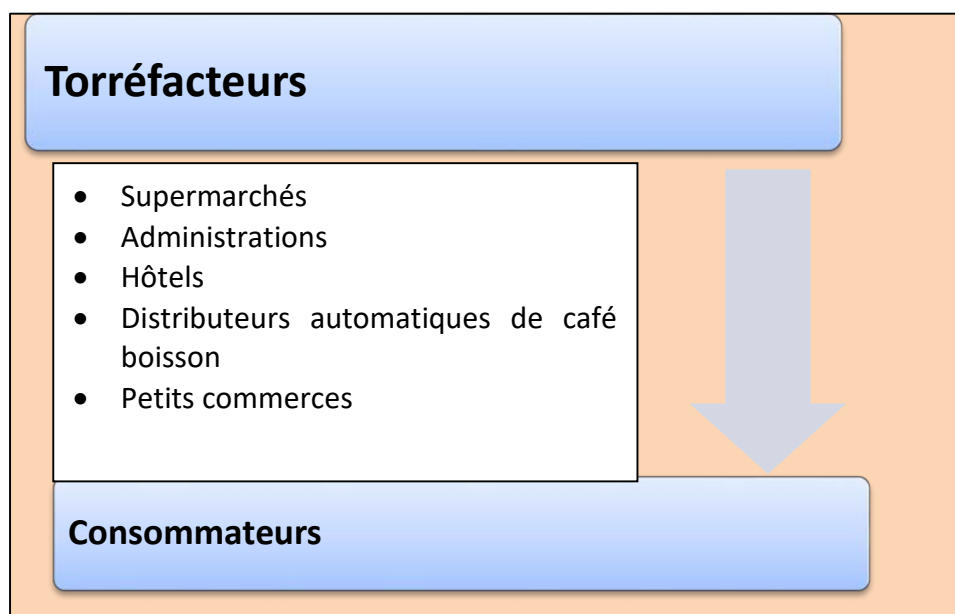 Torréfacteurs
• Supermarchés
• Administrations
• Hôtels
• Distributeurs automatiques de café
boisson
• Petits commerces
Consommateurs